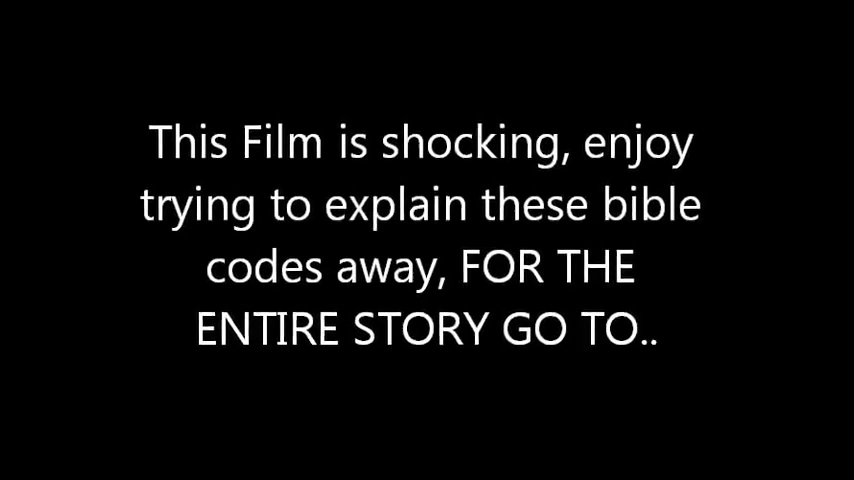 This Film is shocking, enjoy
trying to explain these bible
codes away, FOR THE
ENTIRE STORY GO TO..